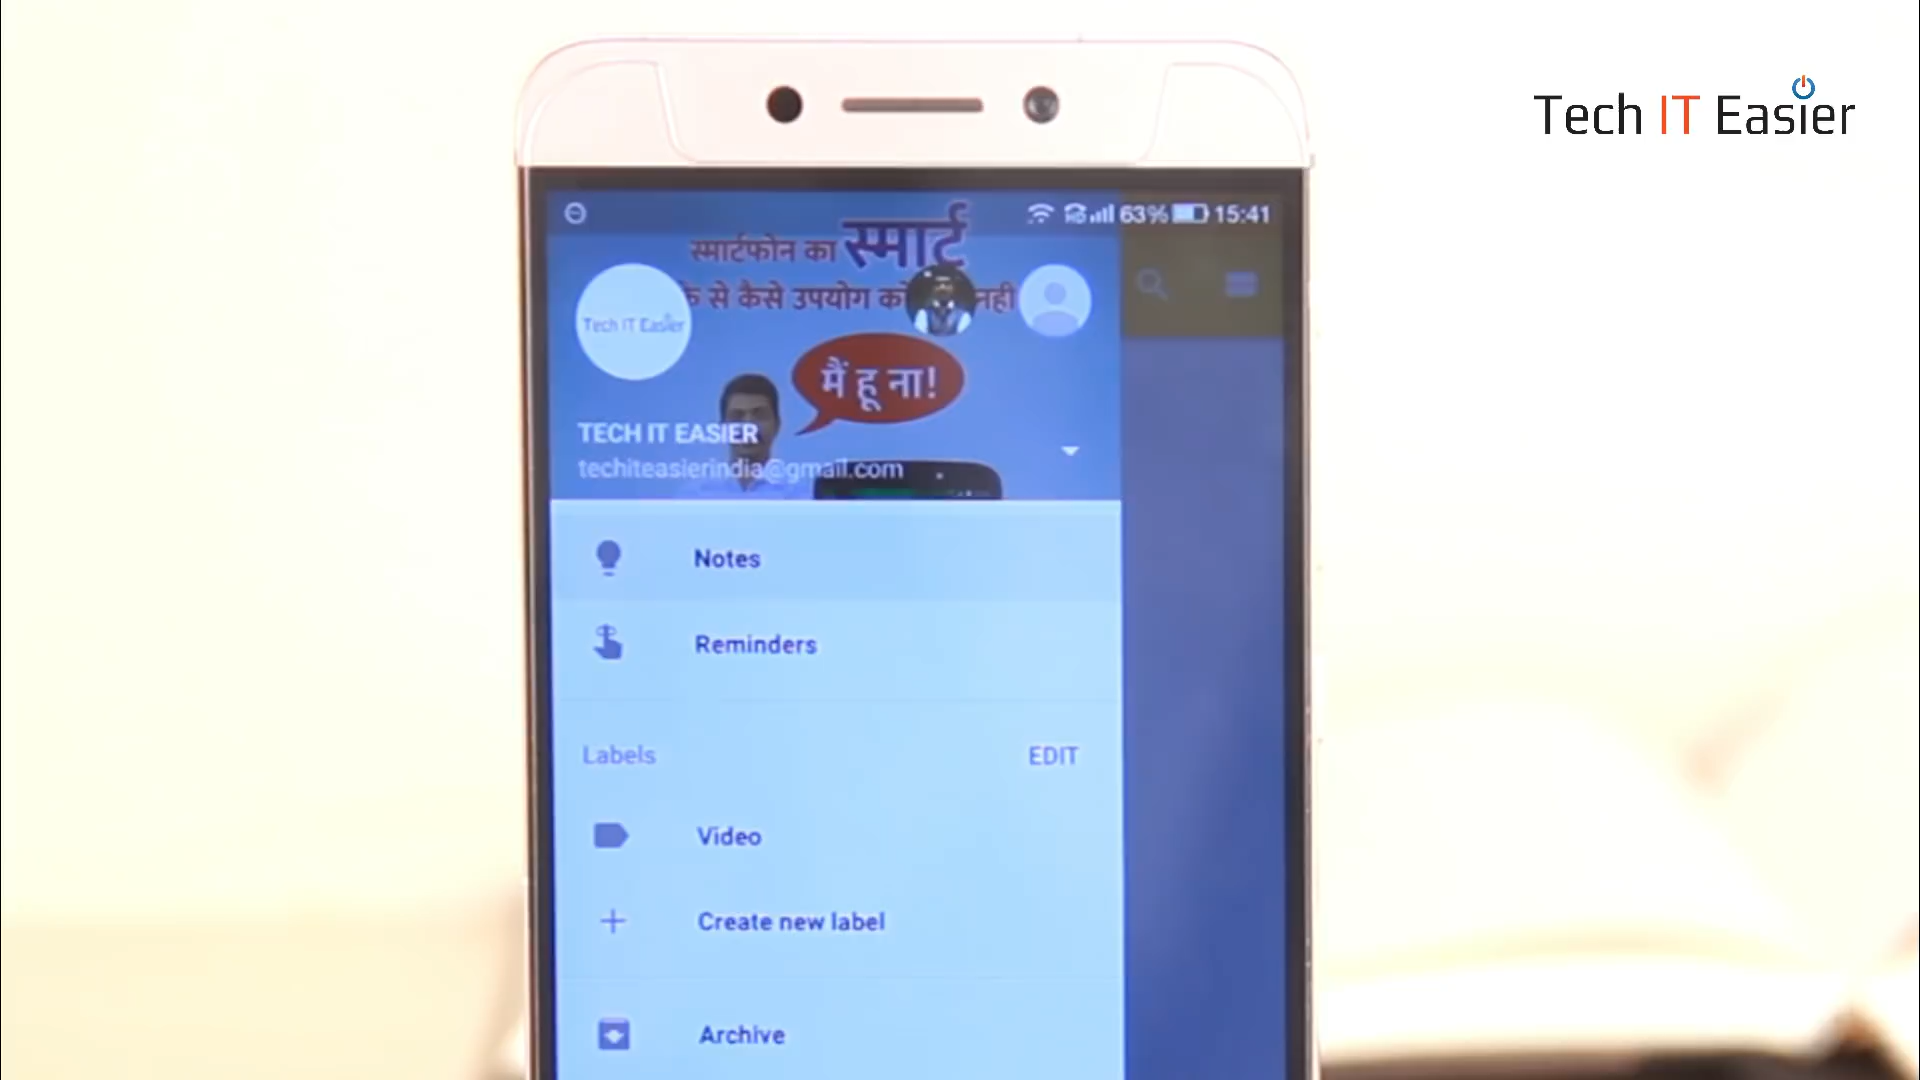 Tech IT Easier
63% 15:41
स्मार्टफोन का स्मार्ट
से कैसे उपयोग नही
Tech IT Easier
मैं हू ना!
TECH IT EASIER
techiteasierindia@gmail.com
Notes
Reminders
Labels EDIT
Video
Create new label
Archive